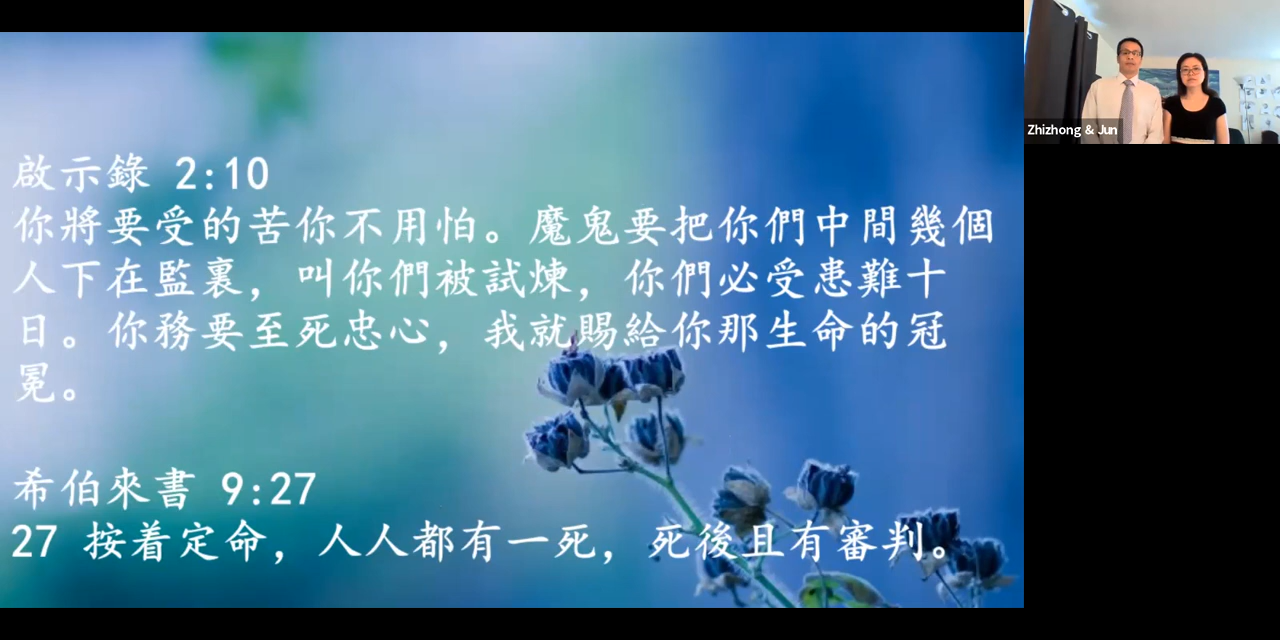 啟示錄 2:10
你將要受的苦你不用怕。魔鬼要把你們中間幾個
人下在監裏，叫你們被試煉，你們必受患難十
日。你務要至死忠心，我就賜給你那生命的冠
冕。
希伯來書 9:27
27 按着定命，人人都有一死，死後且有審判。
Zhizhong & Jun